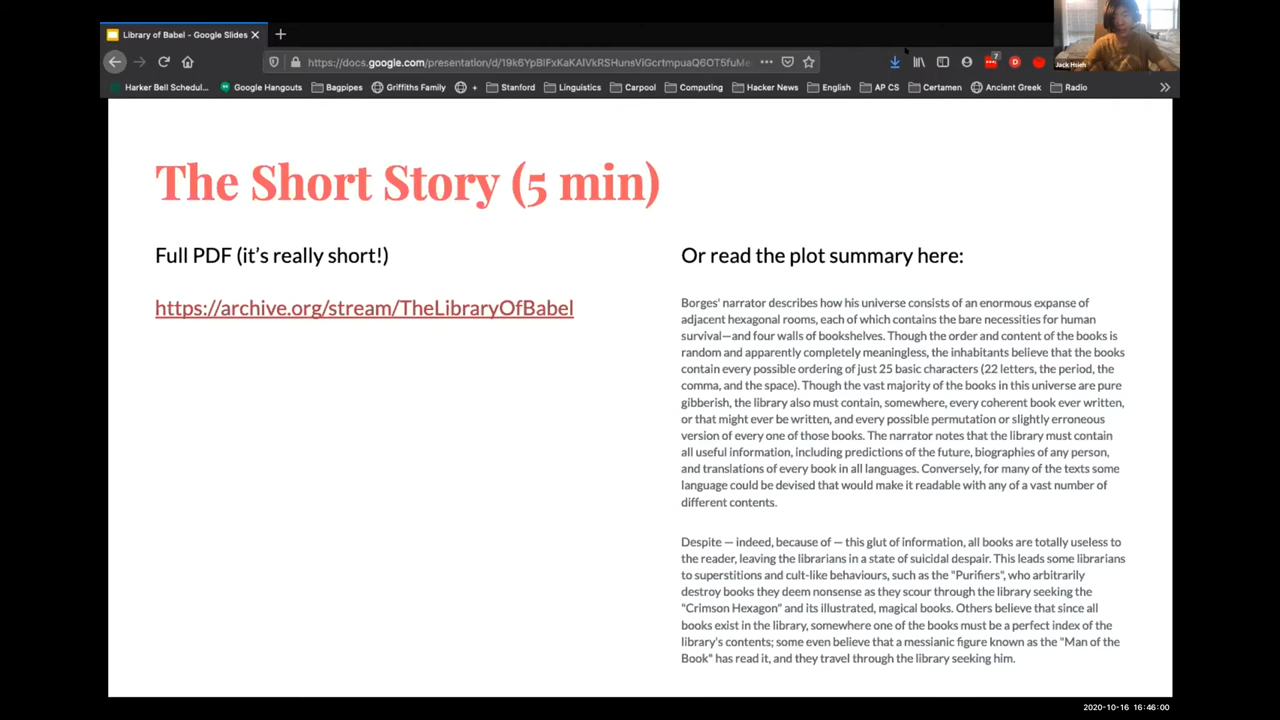 Library of Babel - Google Slides
https://docs.google.com/presentation/d/
7
Jack Hsieh
Harker Bell Schedul...
Google Hangouts
Bagpipes
Griffiths Family
+
Stanford
Linguistics
Carpool
Computing
Hacker News
English
AP CS
Certamen
Ancient Greek
Radio
The Short Story (5 min)
Full PDF (it's really short!)
https://archive.org/stream/TheLibraryOfBabel
Or read the plot summary here:
Borges' narrator describes how his universe consists of an enormous expanse of
adjacent hexagonal rooms, each of which contains the bare necessities for human
survival—and four walls of bookshelves. Though the order and content of the books is
random and apparently completely meaningless, the inhabitants believe that the books
contain every possible ordering of just 25 basic characters (22 letters, the period, the
comma, and the space). Though the vast majority of the books in this universe are pure
gibberish, the library also must contain, somewhere, every coherent book ever written,
or that might ever be written, and every possible permutation or slightly erroneous
version of every one of those books. The narrator notes that the library must contain
all useful information, including predictions of the future, biographies of any person,
and translations of every book in all languages. Conversely, for many of the texts some
language could be devised that would make it readable with any of a vast number of
different contents.
Despite — indeed, because of — this glut of information, all books are totally useless to
the reader, leaving the librarians in a state of suicidal despair. This leads some librarians
to superstitions and cult-like behaviours, such as the "Purifiers", who arbitrarily
destroy books they deem nonsense as they scour through the library seeking the
"Crimson Hexagon" and its illustrated, magical books. Others believe that since all
books exist in the library, somewhere one of the books must be a perfect index of the
library's contents; some even believe that a messianic figure known as the "Man of the
Book" has read it, and they travel through the library seeking him.
2020-10-16 16:46:00